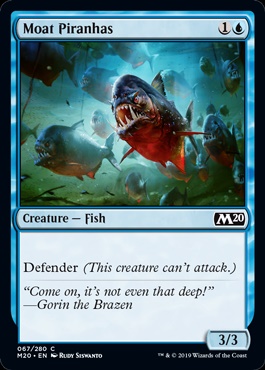 Moat Piranhas 1
Creature — Fish M20
Defender (This creature can't attack.)
“Come on, it's not even that deep!”
—Gorin the Brazen
3/3
067/280 C
M20 • EN Rudy Siswanto ™ & © 2019 Wizards of the Coast